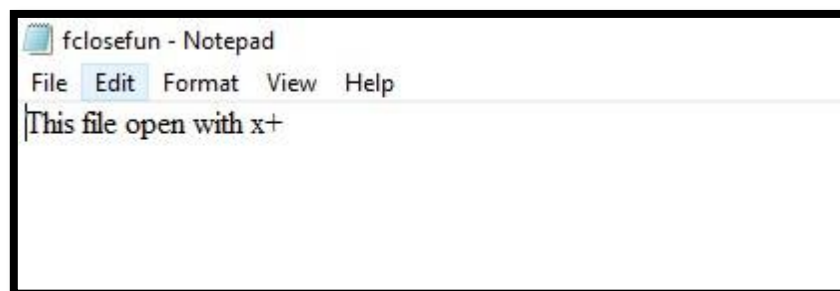 fclosefun - Notepad
File Edit Format View Help
This file open with x+